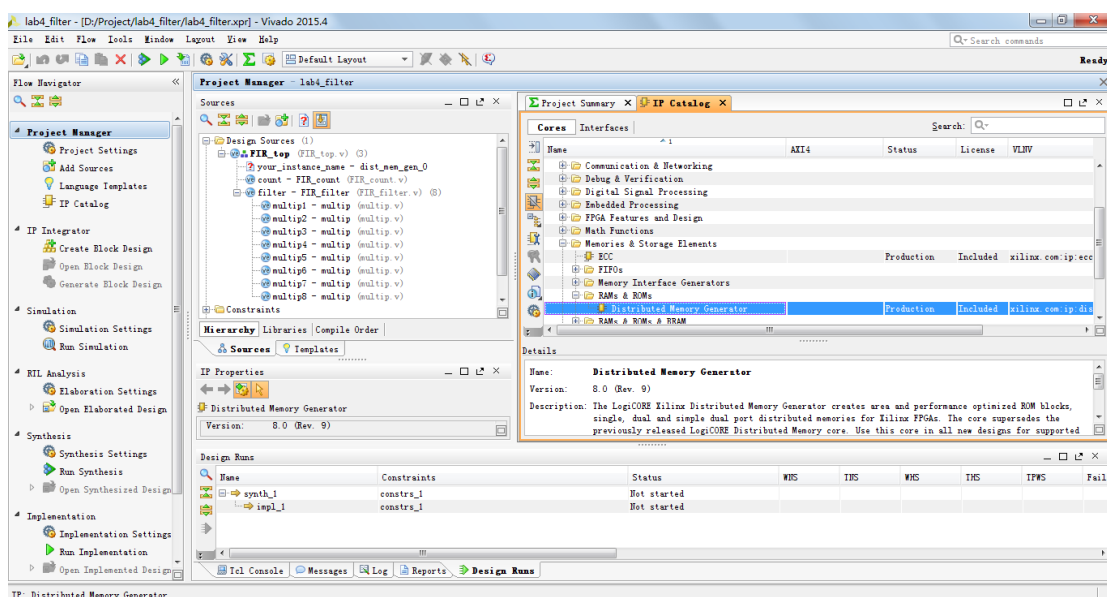 lab4_filter - [D:/Project/lab4_filter/lab4_filter.xpr] - Vivado 2015.4
File Edit Flow Tools Window Layout View Help
Search commands
Default Layout
Ready
Flow Navigator
Project Manager
Project Settings
Add Sources
Language Templates
IP Catalog
IP Integrator
Create Block Design
Open Block Design
Generate Block Design
Simulation
Simulation Settings
Run Simulation
RTL Analysis
Elaboration Settings
Open Elaborated Design
Synthesis
Synthesis Settings
Run Synthesis
Open Synthesized Design
Implementation
Implementation Settings
Run Implementation
Open Implemented Design
Project Manager - lab4_filter
Sources
Design Sources (1)
FIR_top (FIR_top.v) (3)
your_instance_name - dist_mem_gen_0
count - FIR_count (FIR_count.v)
filter - FIR_filter (FIR_filter.v) (8)
multip1 - multip (multip.v)
multip2 - multip (multip.v)
multip3 - multip (multip.v)
multip4 - multip (multip.v)
multip5 - multip (multip.v)
multip6 - multip (multip.v)
multip7 - multip (multip.v)
multip8 - multip (multip.v)
Constraints
Hierarchy Libraries Compile Order
Sources Templates
IP Properties
Distributed Memory Generator
Version: 8.0 (Rev. 9)
Project Summary IP Catalog
Cores Interfaces Search:
Name 1 AXI4 Status License VLNV
Communication & Networking
Debug & Verification
Digital Signal Processing
Embedded Processing
FPGA Features and Design
Math Functions
Memories & Storage Elements
ECC Production Included xilinx.com:ip:ecc
FIFOs
Memory Interface Generators
RAMs & ROMs
Distributed Memory Generator Production Included xilinx.com:ip:dis
RAMs & ROMs & BRAM
Details
Name: Distributed Memory Generator
Version: 8.0 (Rev. 9)
Description: The LogiCORE Xilinx Distributed Memory Generator creates area and performance optimized ROM blocks,
single, dual and simple dual port distributed memories for Xilinx FPGAs. The core supersedes the
previously released LogiCORE Distributed Memory core. Use this core in all new designs for supported
Design Runs
Name Constraints Status WNS TNS WHS THS TPWS Fail
synth_1 constrs_1 Not started
impl_1 constrs_1 Not started
Tcl Console Messages Log Reports Design Runs
IP: Distributed Memory Generator